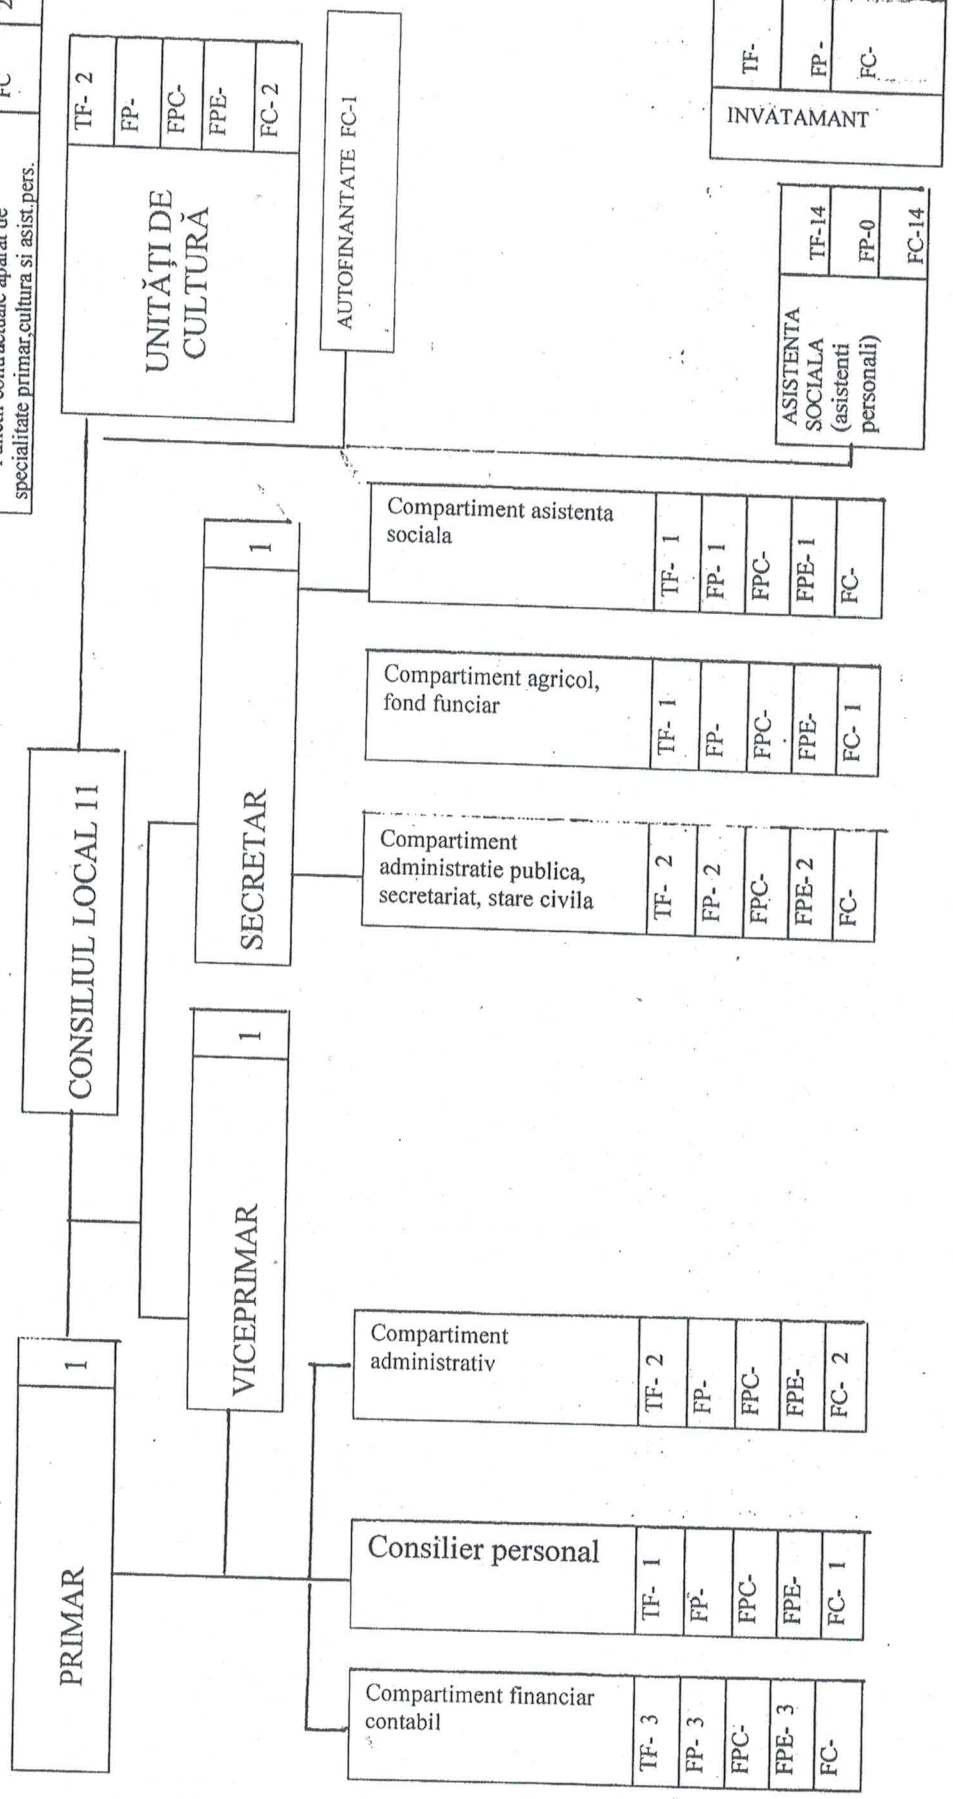 FC
specialitate primar,cultura si asist.pers.
UNITĂȚI DE
CULTURĂ
TF- 2
FP-
FPC-
FPE-
FC- 2
AUTOFINANTATE FC-1
CONSILIUL LOCAL 11
PRIMAR
1
VICEPRIMAR
1
SECRETAR
1
Compartiment financiar
contabil
TF- 3
FP- 3
FPC-
FPE- 3
FC-
Consilier personal
TF- 1
FP-
FPC-
FPE-
FC- 1
Compartiment
administrativ
TF- 2
FP-
FPC-
FPE-
FC- 2
Compartiment
administratie publica,
secretariat, stare civila
TF- 2
FP- 2
FPC-
FPE- 2
FC-
Compartiment agricol,
fond funciar
TF- 1
FP-
FPC-
FPE-
FC- 1
Compartiment asistenta
sociala
TF- 1
FP- 1
FPC-
FPE- 1
FC-
ASISTENTA
SOCIALA
(asistenti
personali)
TF-14
FP-0
FC-14
INVĂTAMANT
TF-
FP -
FC-